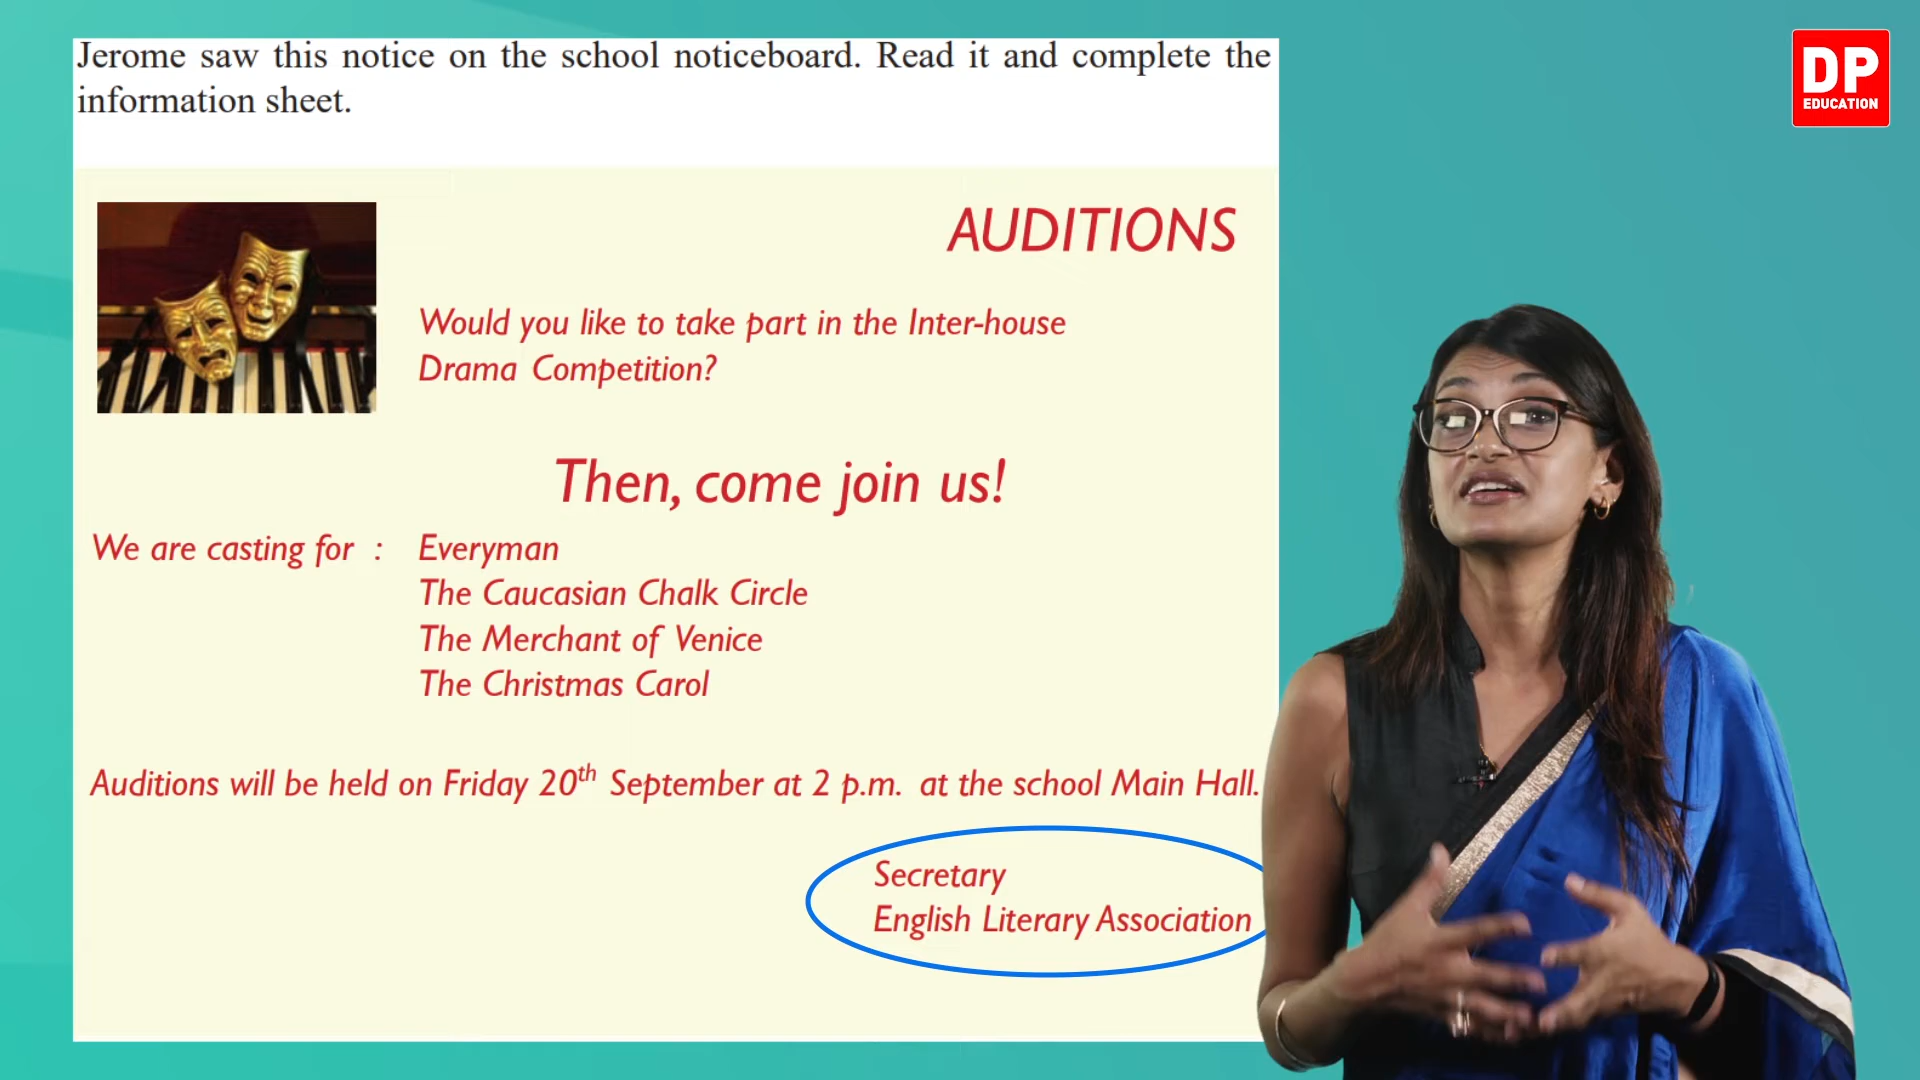 Jerome saw this notice on the school noticeboard. Read it and complete the
information sheet.
DP
EDUCATION
AUDITIONS
Would you like to take part in the Inter-house
Drama Competition?
Then, come join us!
We are casting for : Everyman
The Caucasian Chalk Circle
The Merchant of Venice
The Christmas Carol
Auditions will be held on Friday 20th September at 2 p.m. at the school Main Hall.
Secretary
English Literary Association